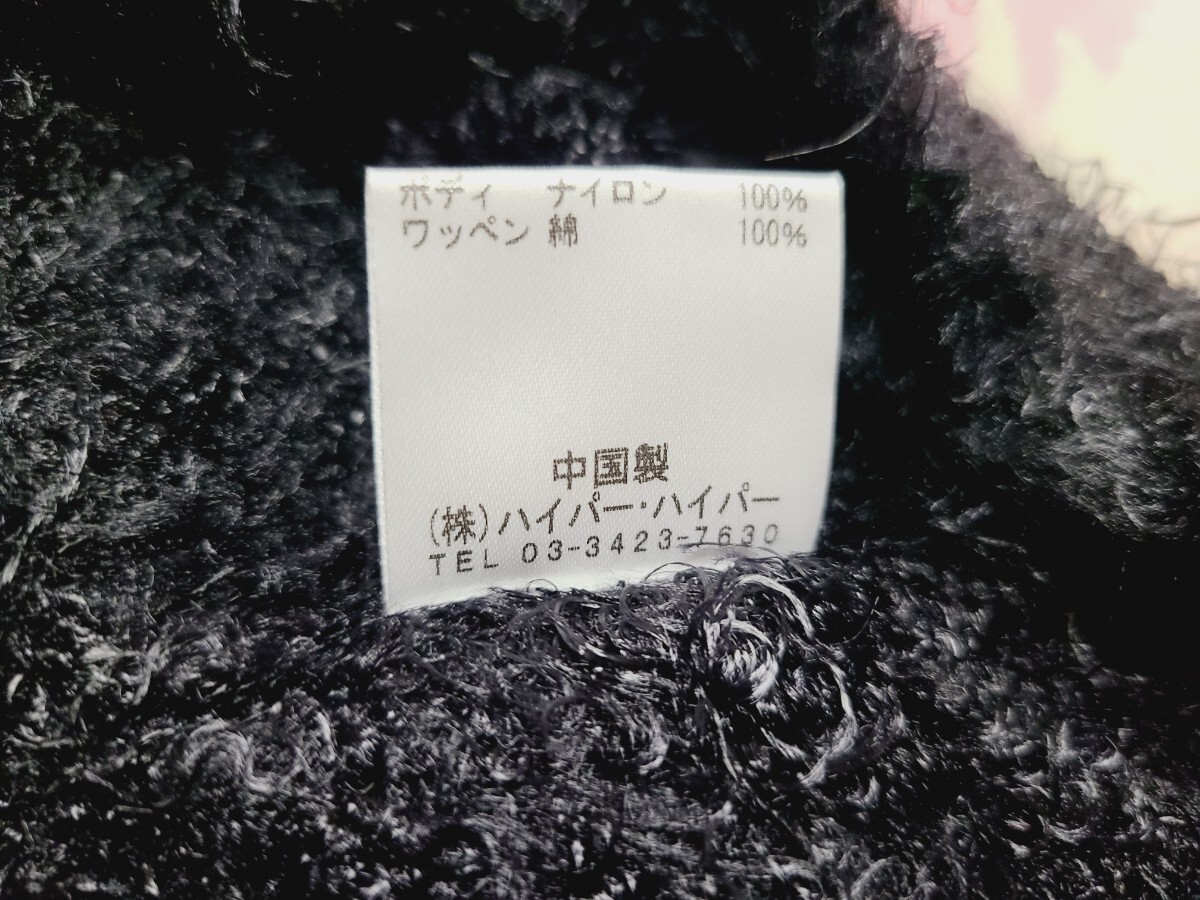 ボディ ナイロン 100%
ワッペン 綿 100%
中国製
(株)ハイパー・ハイパー
TEL 03-3423-7630